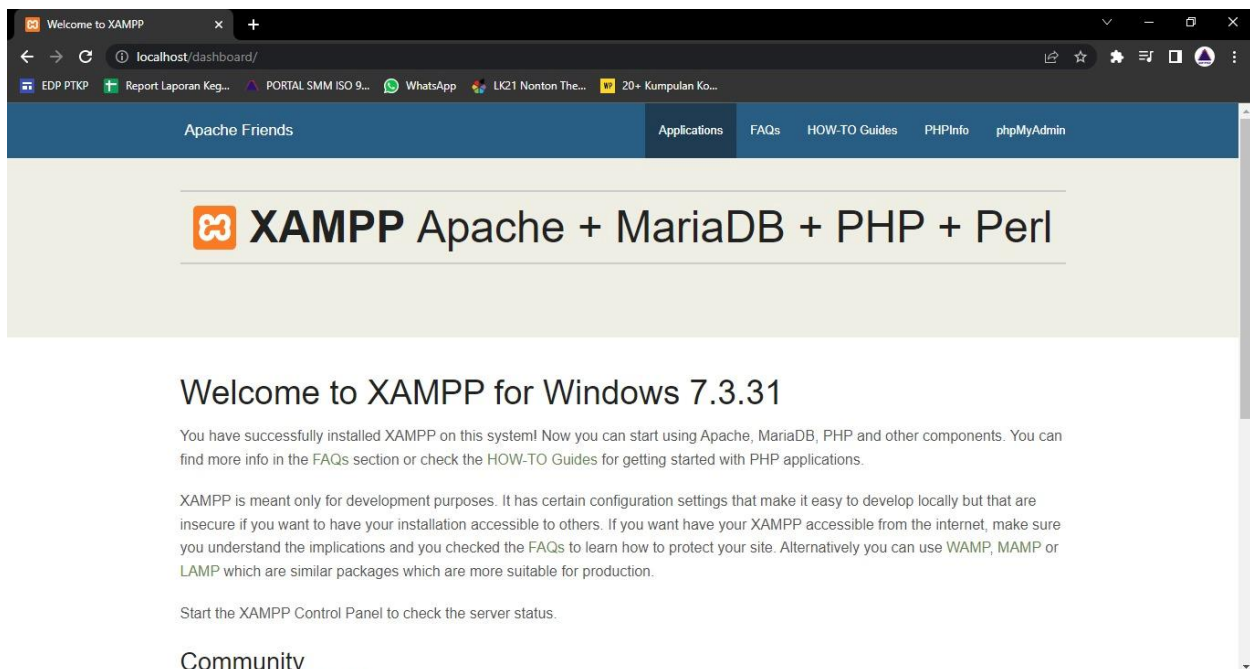 Welcome to XAMPP
localhost/dashboard/
EDP PTKP Report Laporan Keg... PORTAL SMM ISO 9... WhatsApp LK21 Nonton The... WP 20+ Kumpulan Ko...
Apache Friends Applications FAQs HOW-TO Guides PHPInfo phpMyAdmin
XAMPP Apache + MariaDB + PHP + Perl
Welcome to XAMPP for Windows 7.3.31
You have successfully installed XAMPP on this system! Now you can start using Apache, MariaDB, PHP and other components. You can
find more info in the FAQs section or check the HOW-TO Guides for getting started with PHP applications.
XAMPP is meant only for development purposes. It has certain configuration settings that make it easy to develop locally but that are
insecure if you want to have your installation accessible to others. If you want have your XAMPP accessible from the internet, make sure
you understand the implications and you checked the FAQs to learn how to protect your site. Alternatively you can use WAMP, MAMP or
LAMP which are similar packages which are more suitable for production.
Start the XAMPP Control Panel to check the server status.
Community